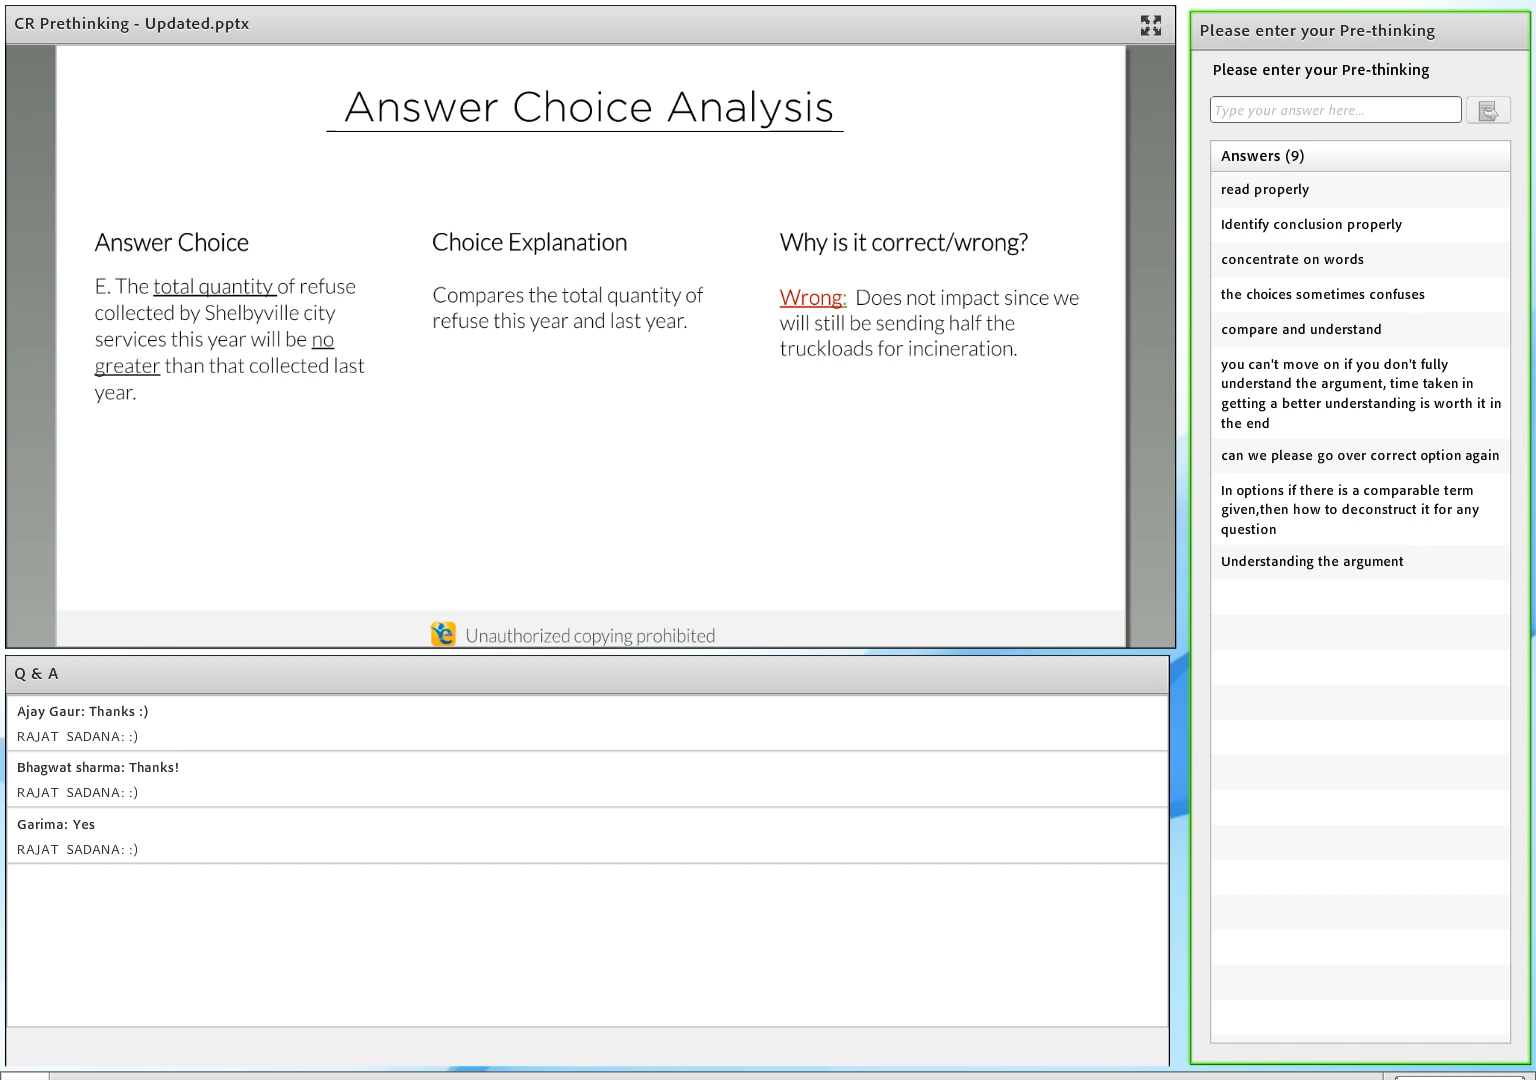 CR Prethinking - Updated.pptx
Answer Choice Analysis
Answer Choice
E. The total quantity of refuse
collected by Shelbyville city
services this year will be no
greater than that collected last
year.
Choice Explanation
Compares the total quantity of
refuse this year and last year.
Why is it correct/wrong?
Wrong: Does not impact since we
will still be sending half the
truckloads for incineration.
Unauthorized copying prohibited
Q & A
Ajay Gaur: Thanks :)
RAJAT SADANA: :)
Bhagwat sharma: Thanks!
RAJAT SADANA: :)
Garima: Yes
RAJAT SADANA: :)
Please enter your Pre-thinking
Please enter your Pre-thinking
Type your answer here...
Answers (9)
read properly
Identify conclusion properly
concentrate on words
the choices sometimes confuses
compare and understand
you can't move on if you don't fully
understand the argument, time taken in
getting a better understanding is worth it in
the end
can we please go over correct option again
In options if there is a comparable term
given,then how to deconstruct it for any
question
Understanding the argument